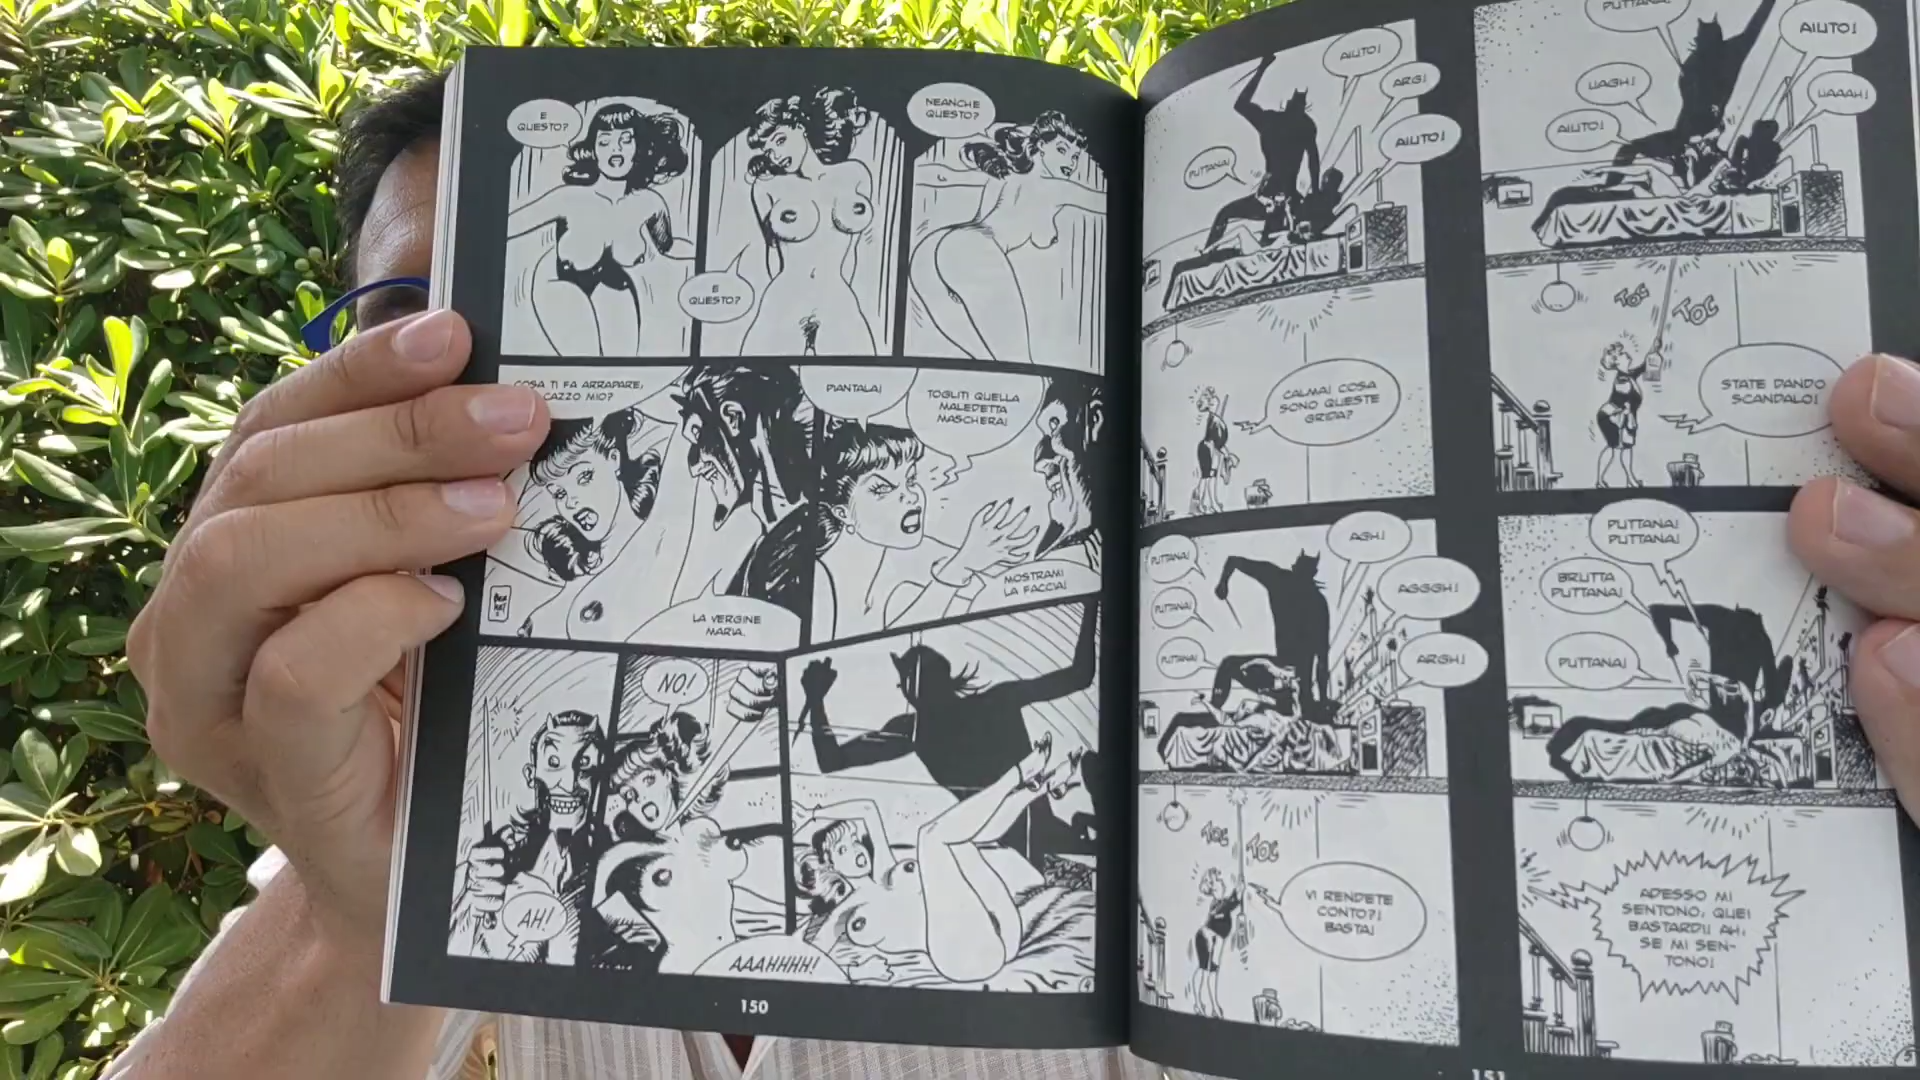 E
QUESTO?
E
QUESTO?
NEANCHE
QUESTO?
COSA TI FA ARRAPARE,
CAZZO MIO?
LA VERGINE
MARIA.
PIANTALA!
TOGLITI QUELLA
MALEDETTA
MASCHERA!
MOSTRAMI
LA FACCIA!
AH!
NO!
AAAHHHH!
150
AIUTO!
ARG!
AIUTO!
PUTTANA!
CALMA! COSA
SONO QUESTE
GRIDA?
PUTTANA!
AIUTO!
UAGH!
UAAAH!
AIUTO!
TOC
TOC
STATE DANDO
SCANDALO!
PUTTANA!
AGH!
AGGGH!
PUTTANA!
ARGH!
PUTTANA!
TOC
TOC
VI RENDETE
CONTO?!
BASTA!
PUTTANA!
PUTTANA!
BRUTTA
PUTTANA!
PUTTANA!
ADESSO MI
SENTONO, QUEI
BASTARDI! AH,
SE MI SEN-
TONO!
5
151